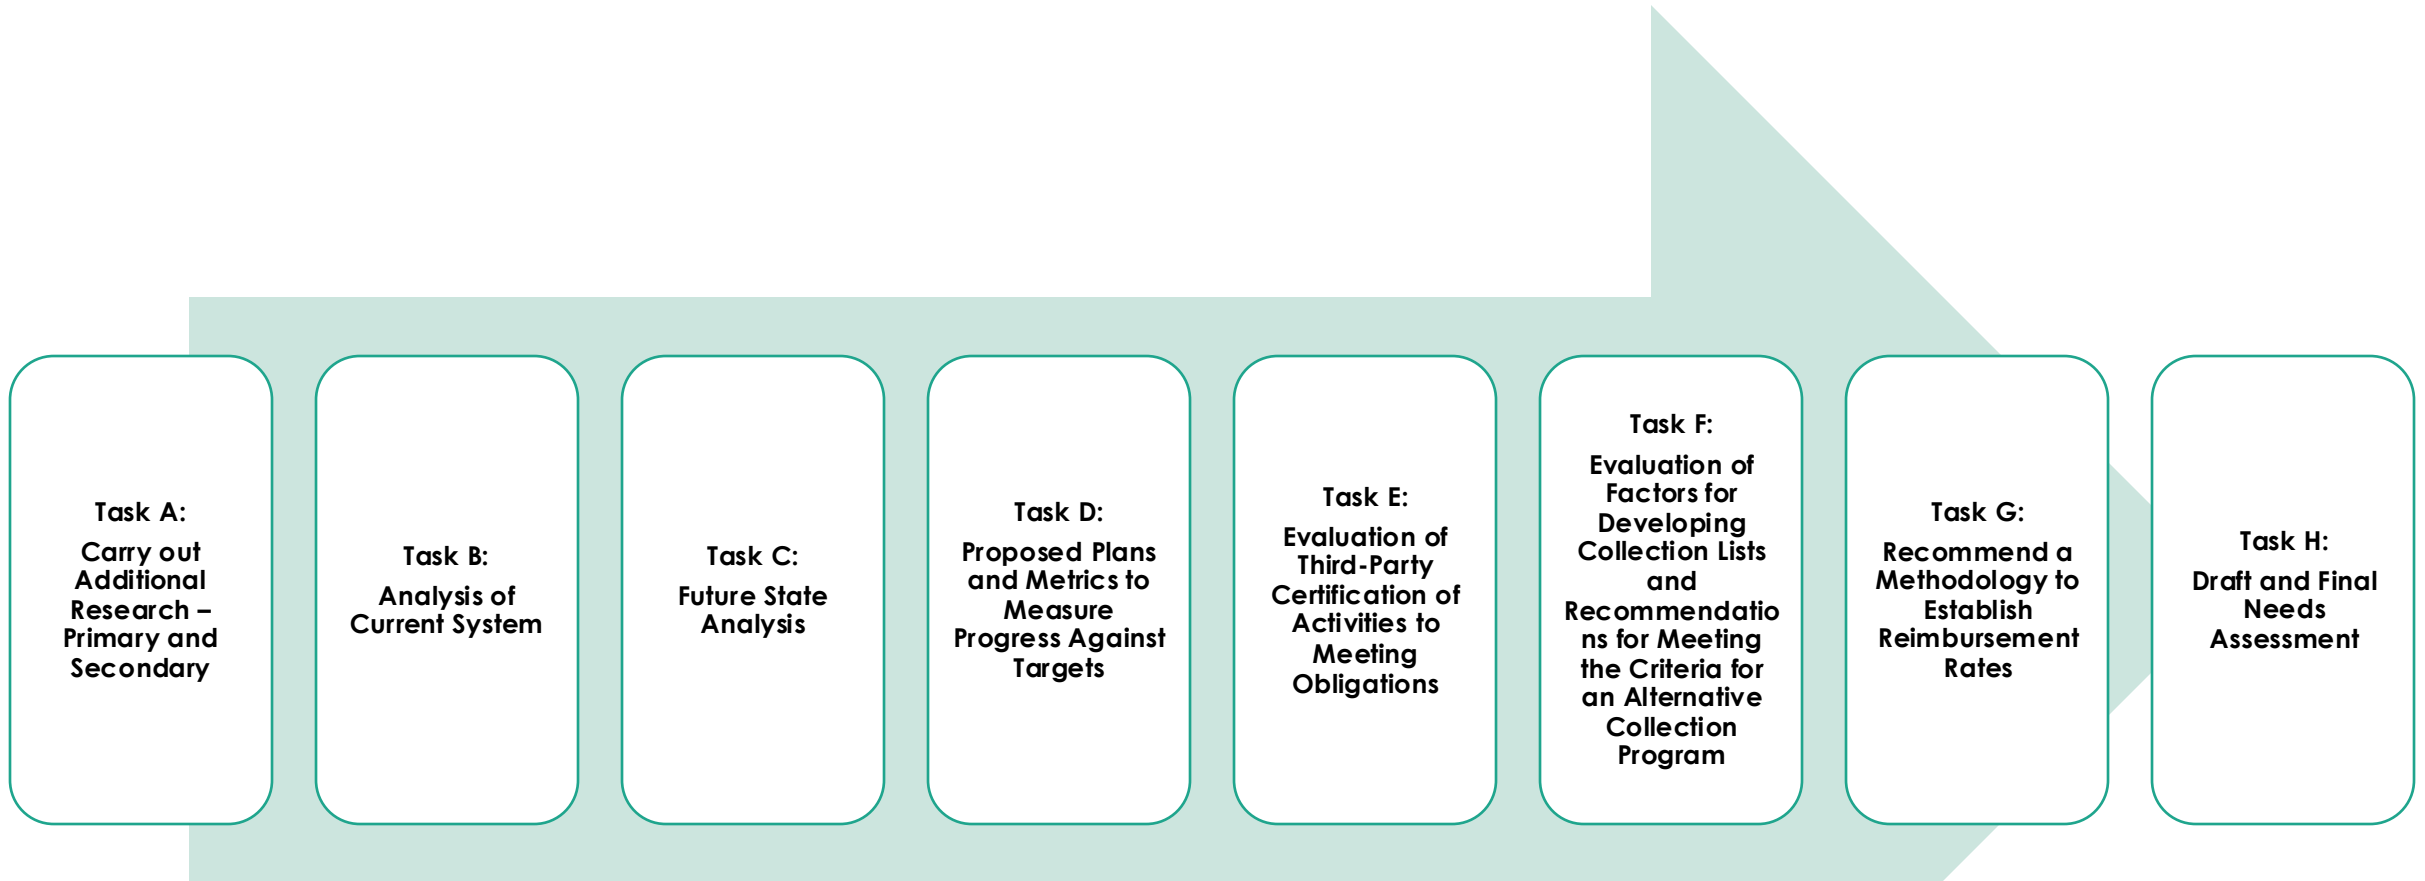 Task A:
Carry out
Additional
Research –
Primary and
Secondary
Task B:
Analysis of
Current System
Task C:
Future State
Analysis
Task D:
Proposed Plans
and Metrics to
Measure
Progress Against
Targets
Task E:
Evaluation of
Third-Party
Certification of
Activities to
Meeting
Obligations
Task F:
Evaluation of
Factors for
Developing
Collection Lists
and
Recommendatio
ns for Meeting
the Criteria for
an Alternative
Collection
Program
Task G:
Recommend a
Methodology to
Establish
Reimbursement
Rates
Task H:
Draft and Final
Needs
Assessment